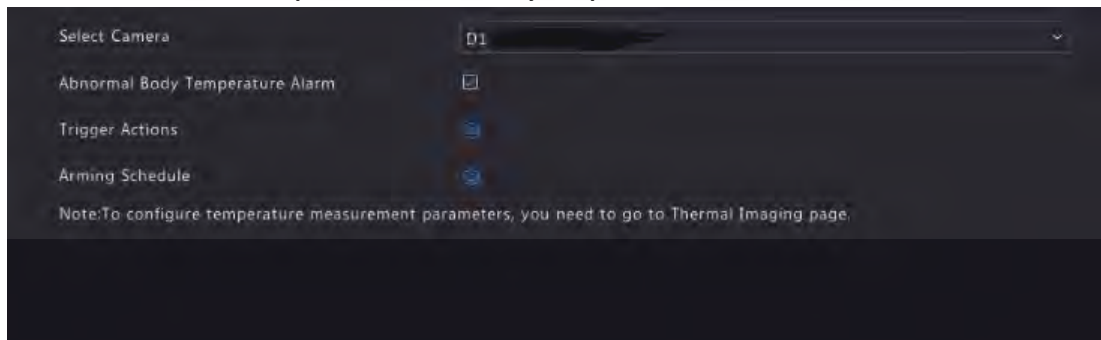 Select Camera D1
Abnormal Body Temperature Alarm
Trigger Actions
Arming Schedule
Note:To configure temperature measurement parameters, you need to go to Thermal Imaging page.